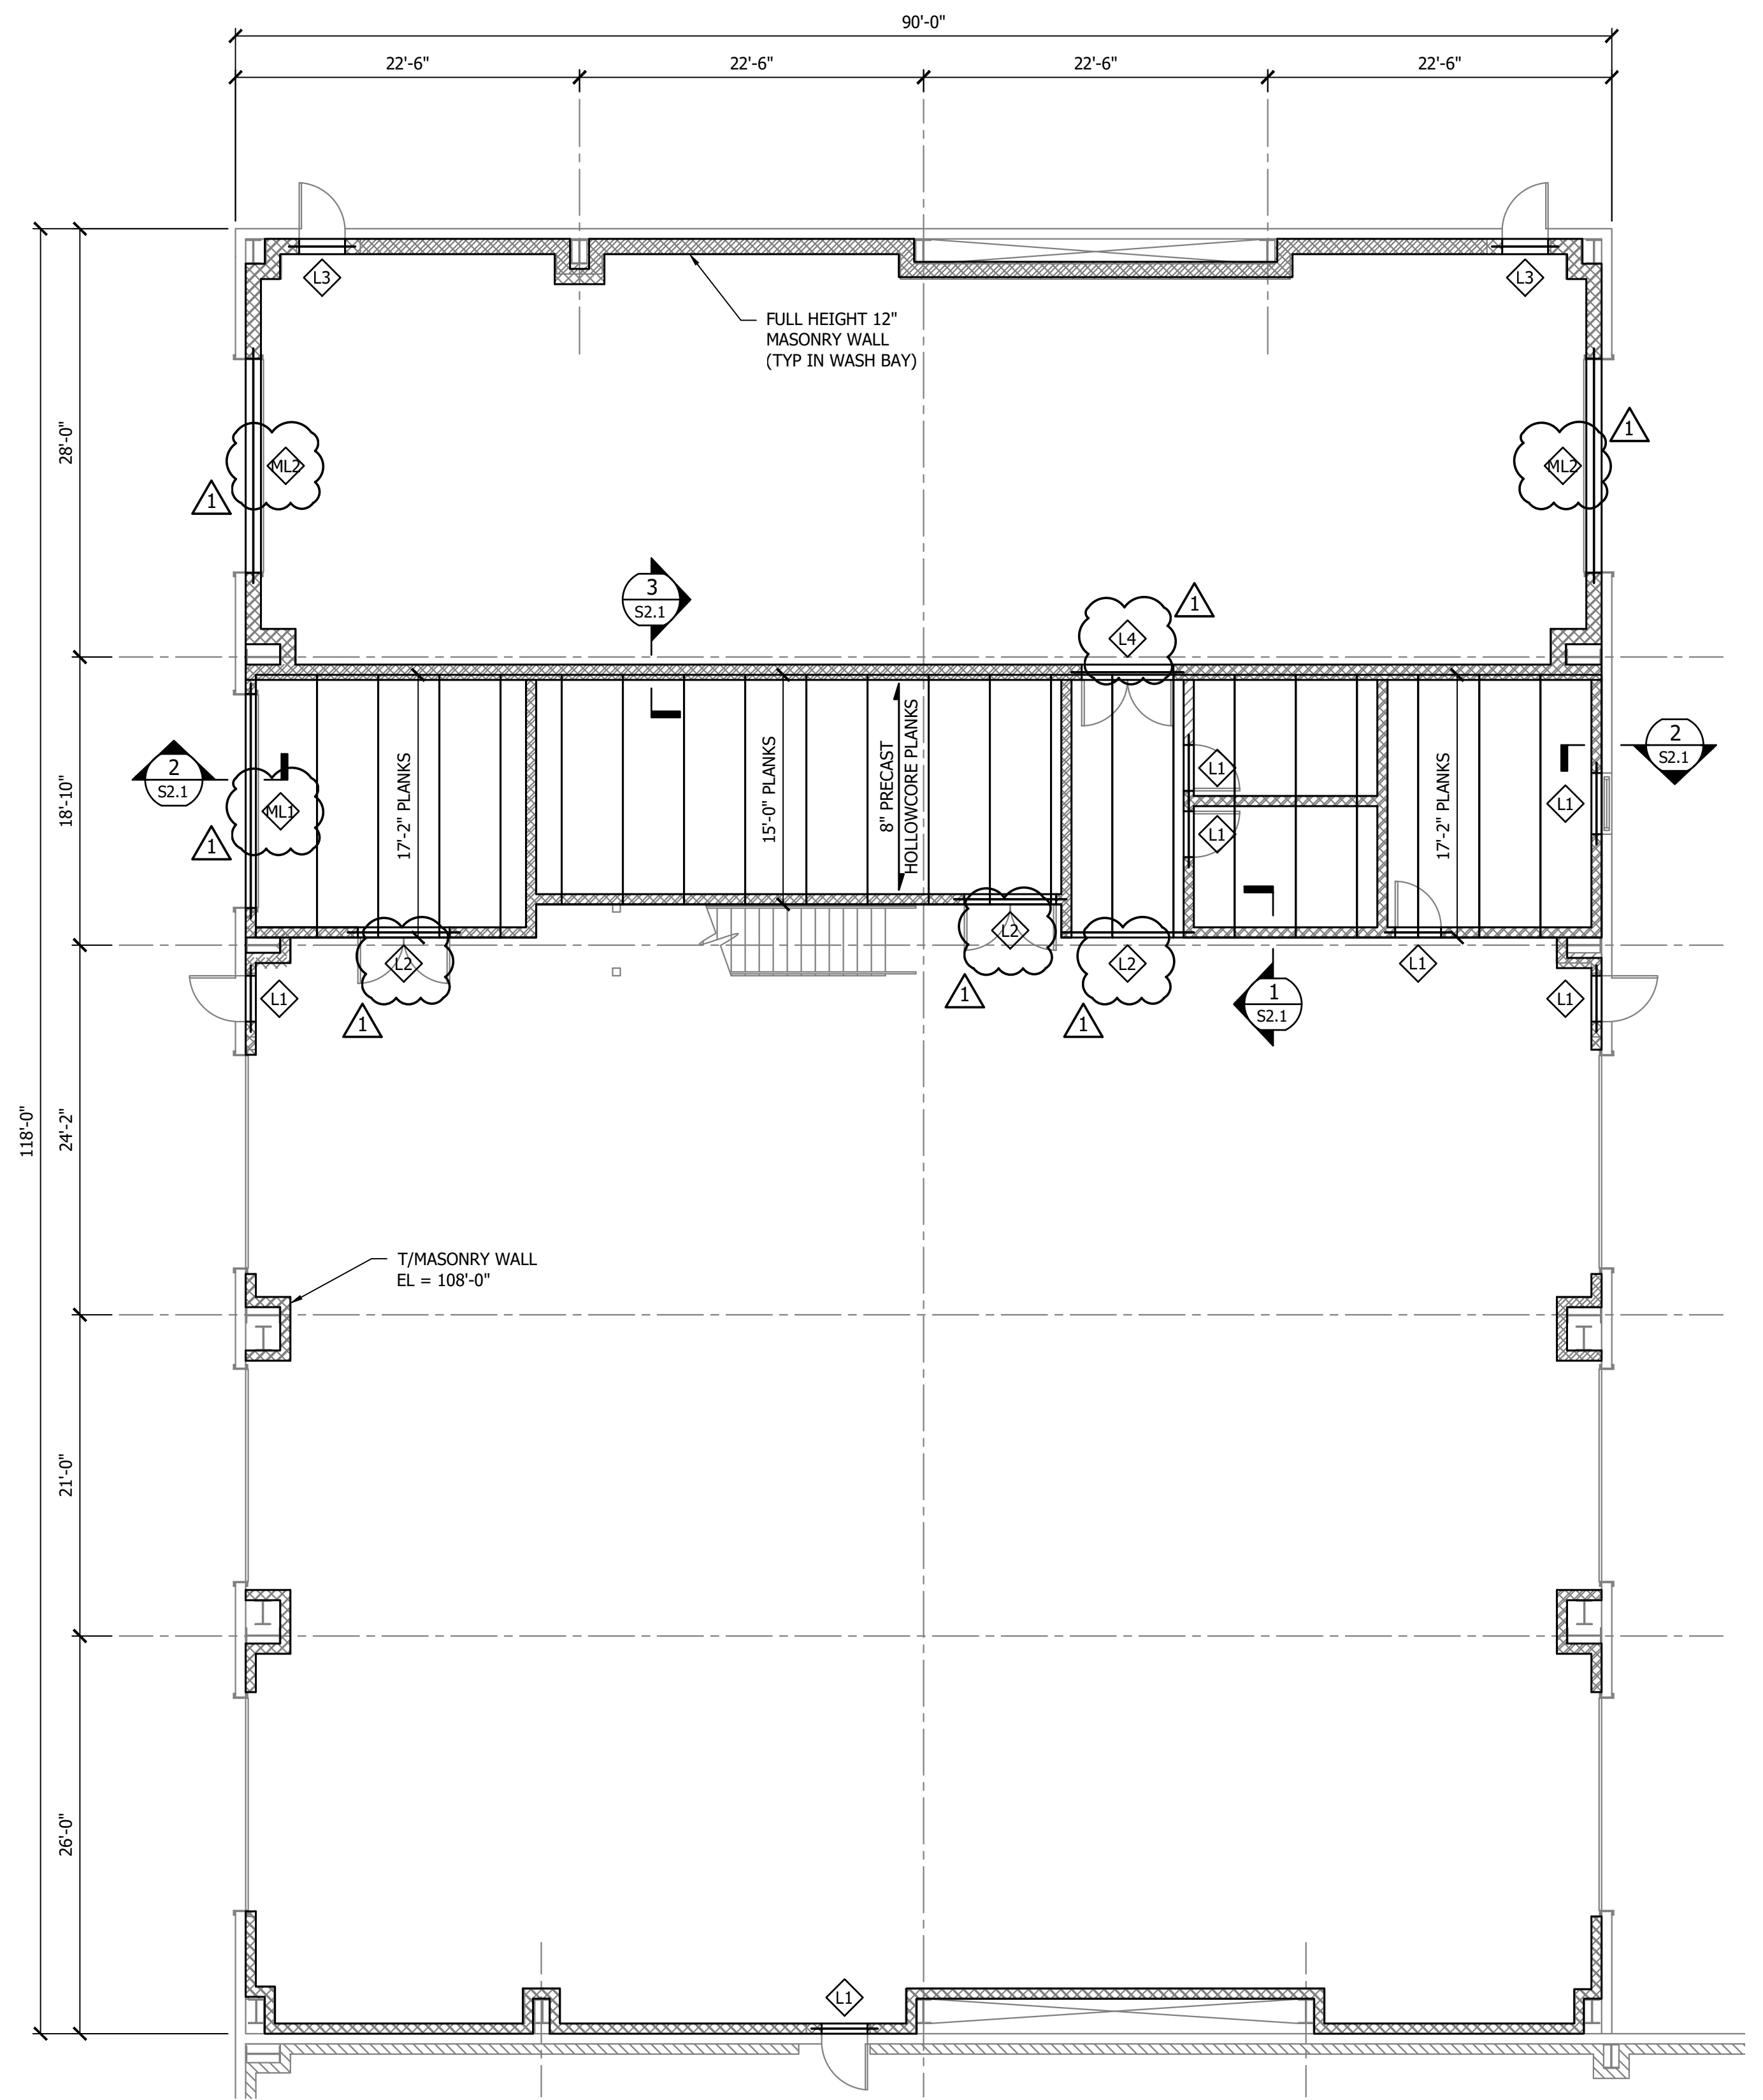 90'-0"
22'-6"
22'-6"
22'-6"
22'-6"
L3
L3
FULL HEIGHT 12"
MASONRY WALL
(TYP IN WASH BAY)
28'-0"
1
ML2
ML2
1
3
S2.1
L4
1
2
S2.1
18'-10"
ML1
1
17'-2" PLANKS
15'-0" PLANKS
8" PRECAST
HOLLOWCORE PLANKS
L1
L1
17'-2" PLANKS
L1
2
S2.1
L1
L2
1
L2
1
L2
1
1
S2.1
L1
L1
118'-0"
24'-2"
T/MASONRY WALL
EL = 108'-0"
21'-0"
26'-0"
L1